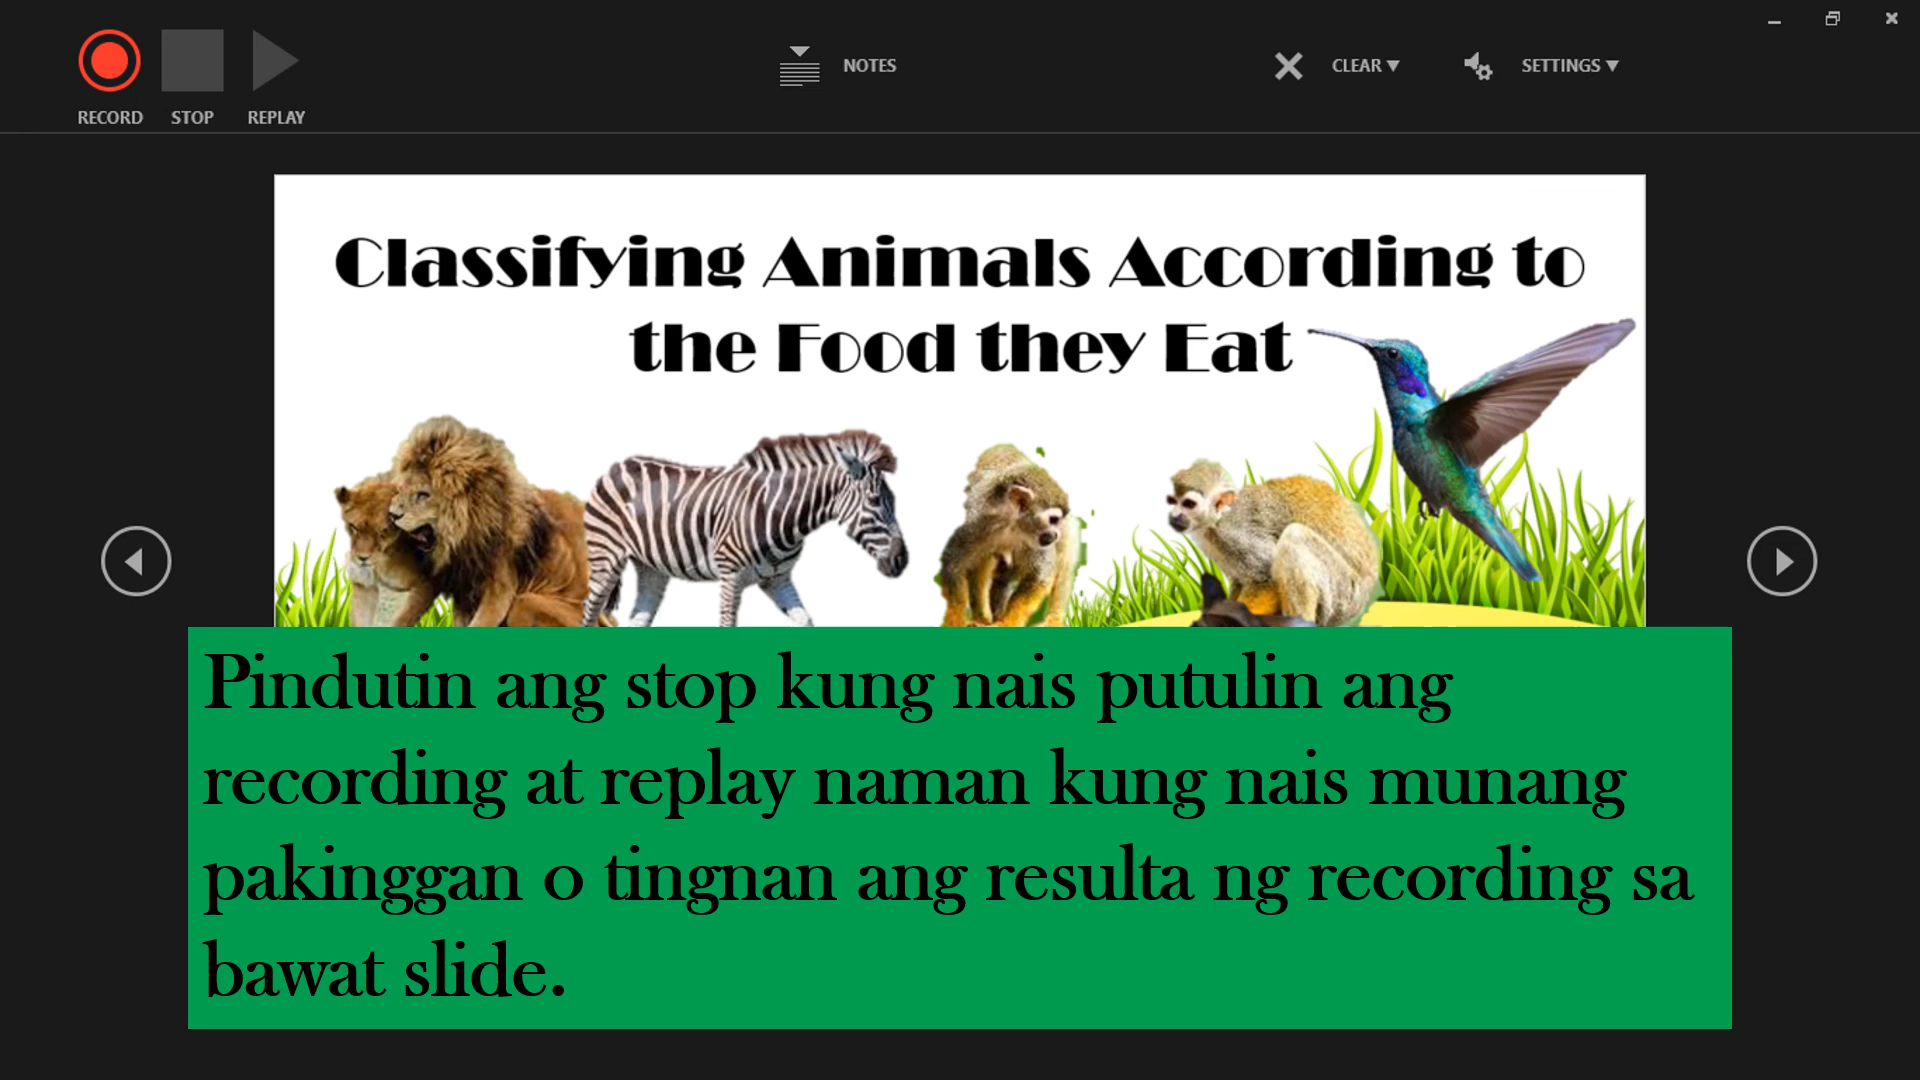 RECORD STOP REPLAY NOTES CLEAR SETTINGS
Classifying Animals According to
the Food they Eat
Pindutin ang stop kung nais putulin ang
recording at replay naman kung nais munang
pakinggan o tingnan ang resulta ng recording sa
bawat slide.